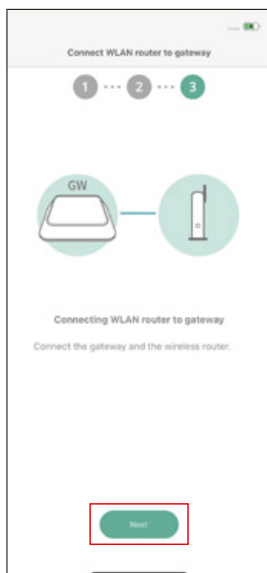 Connect WLAN router to gateway
1 ... 2 ... 3
GW
Connecting WLAN router to gateway
Connect the gateway and the wireless router.
Next